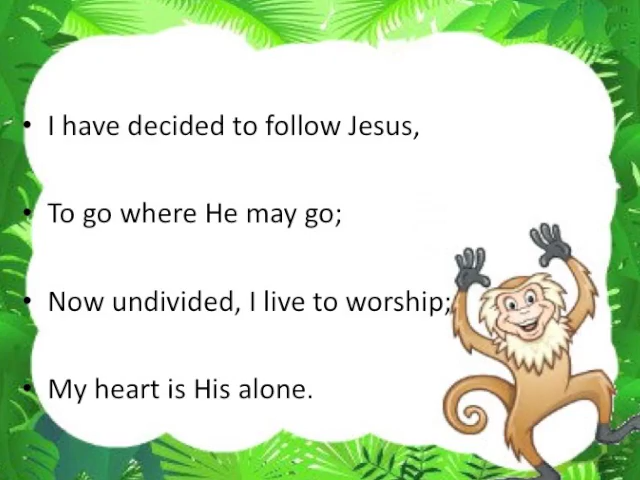 • I have decided to follow Jesus,
• To go where He may go;
• Now undivided, I live to worship;
• My heart is His alone.